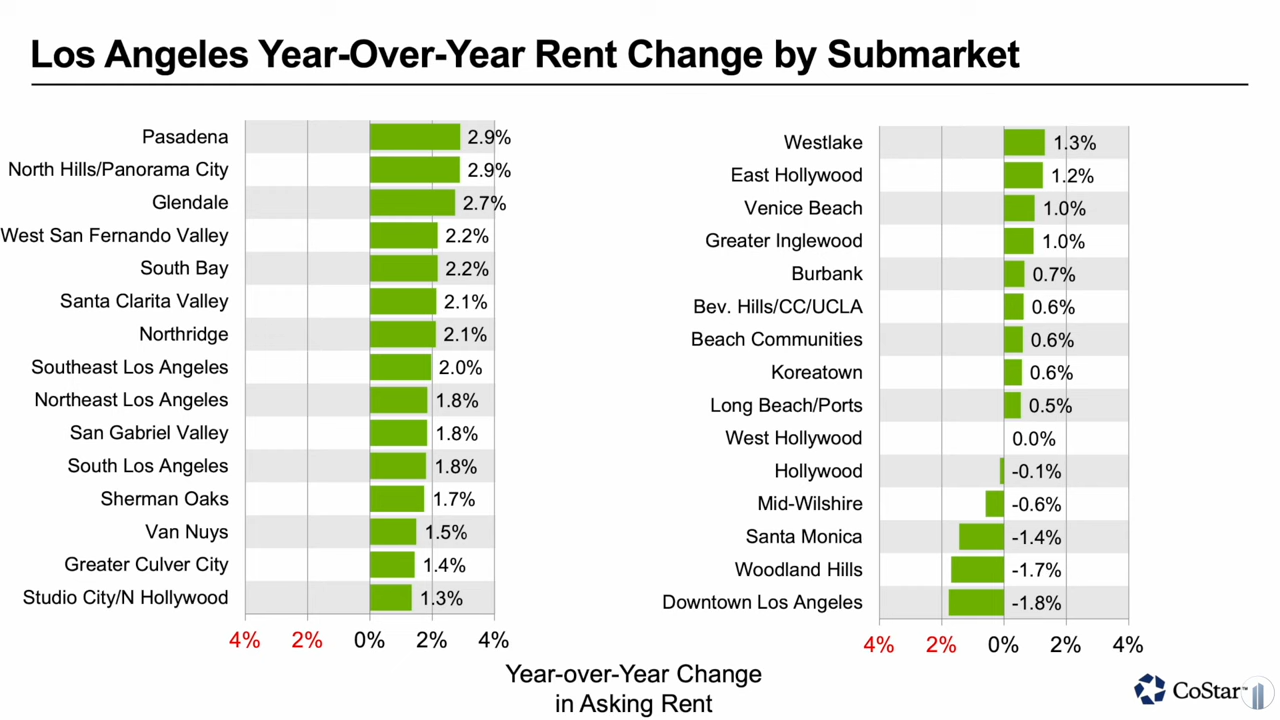 Los Angeles Year-Over-Year Rent Change by Submarket
Pasadena 2.9%
North Hills/Panorama City 2.9%
Glendale 2.7%
West San Fernando Valley 2.2%
South Bay 2.2%
Santa Clarita Valley 2.1%
Northridge 2.1%
Southeast Los Angeles 2.0%
Northeast Los Angeles 1.8%
San Gabriel Valley 1.8%
South Los Angeles 1.8%
Sherman Oaks 1.7%
Van Nuys 1.5%
Greater Culver City 1.4%
Studio City/N Hollywood 1.3%
4% 2% 0% 2% 4%
Westlake 1.3%
East Hollywood 1.2%
Venice Beach 1.0%
Greater Inglewood 1.0%
Burbank 0.7%
Bev. Hills/CC/UCLA 0.6%
Beach Communities 0.6%
Koreatown 0.6%
Long Beach/Ports 0.5%
West Hollywood 0.0%
Hollywood -0.1%
Mid-Wilshire -0.6%
Santa Monica -1.4%
Woodland Hills -1.7%
Downtown Los Angeles -1.8%
4% 2% 0% 2% 4%
Year-over-Year Change
in Asking Rent
CoStar™